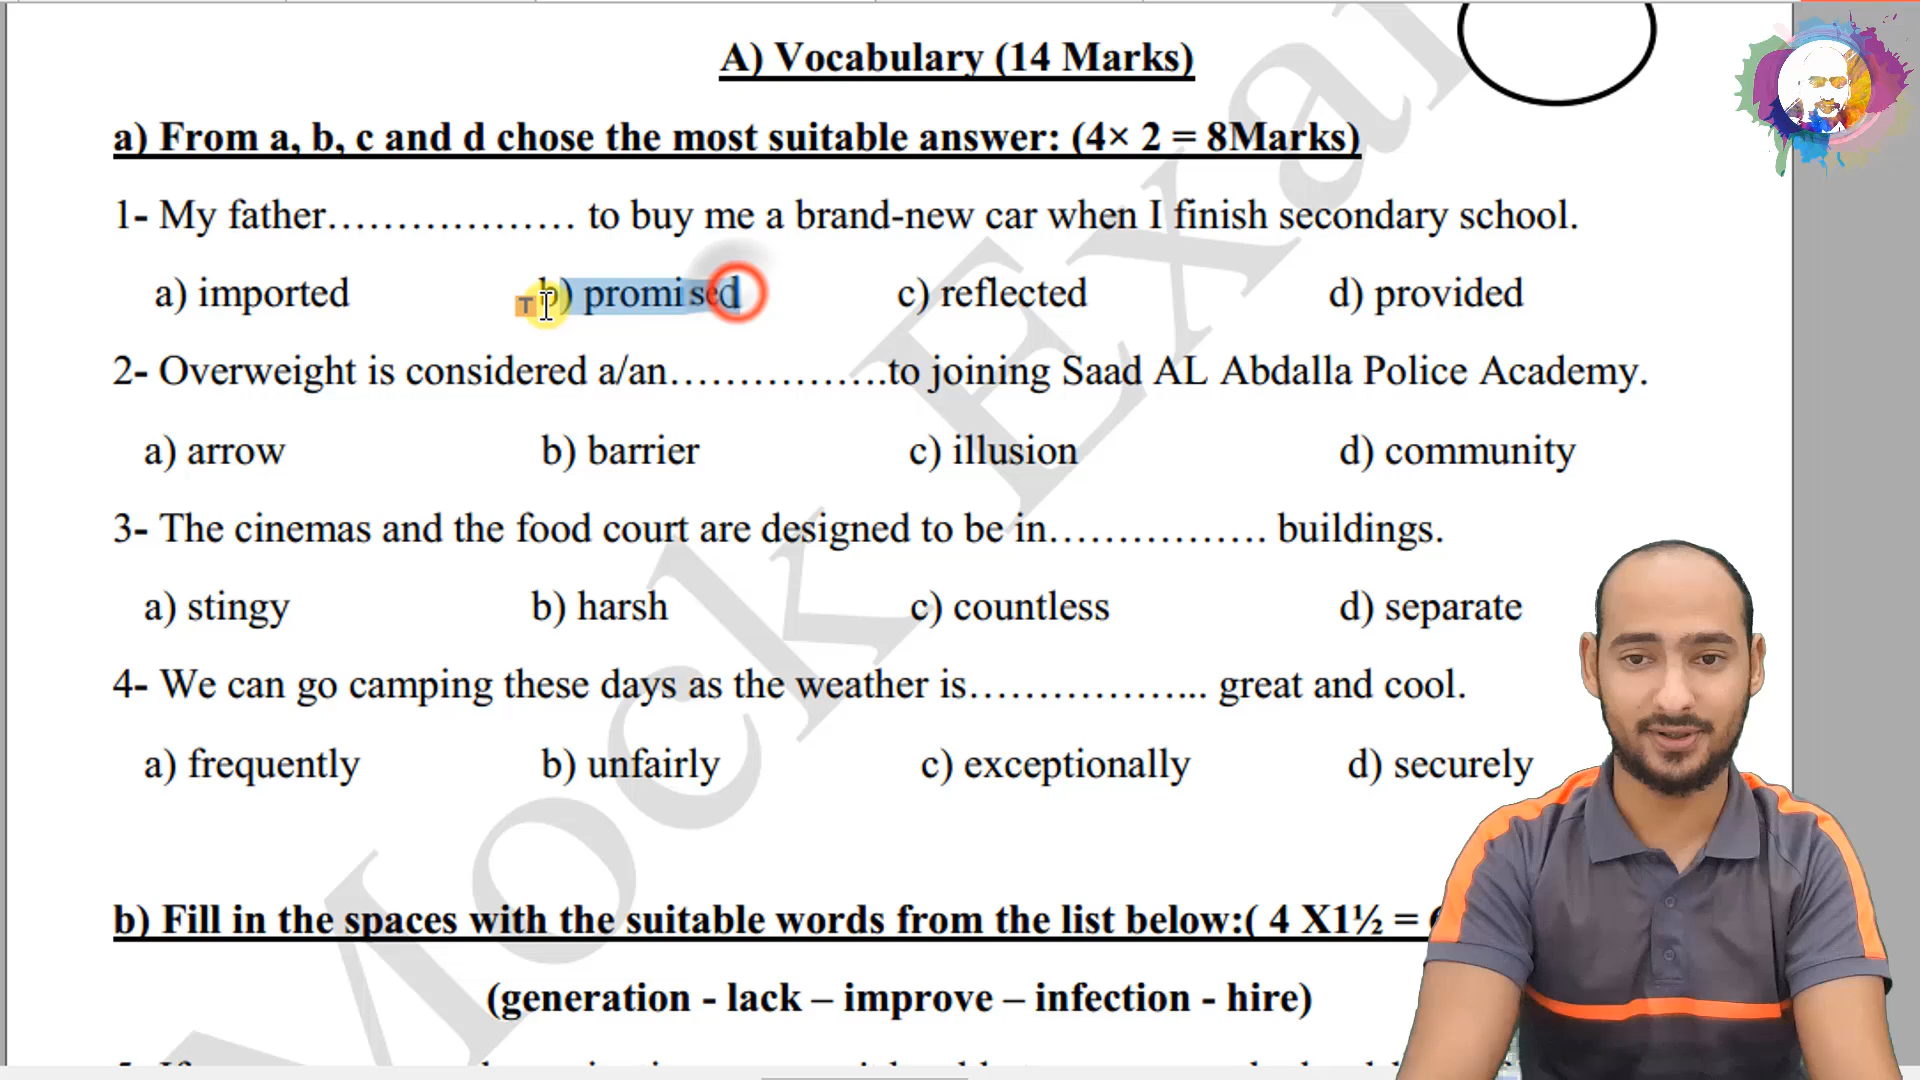 A) Vocabulary (14 Marks)
a) From a, b, c and d chose the most suitable answer: (4× 2 = 8Marks)
1- My father……………… to buy me a brand-new car when I finish secondary school.
a) imported b) promised c) reflected d) provided
2- Overweight is considered a/an…………….to joining Saad AL Abdalla Police Academy.
a) arrow b) barrier c) illusion d) community
3- The cinemas and the food court are designed to be in……………. buildings.
a) stingy b) harsh c) countless d) separate
4- We can go camping these days as the weather is……………... great and cool.
a) frequently b) unfairly c) exceptionally d) securely
b) Fill in the spaces with the suitable words from the list below:( 4 X1½ =
(generation - lack – improve – infection - hire)
Mock Exam
T